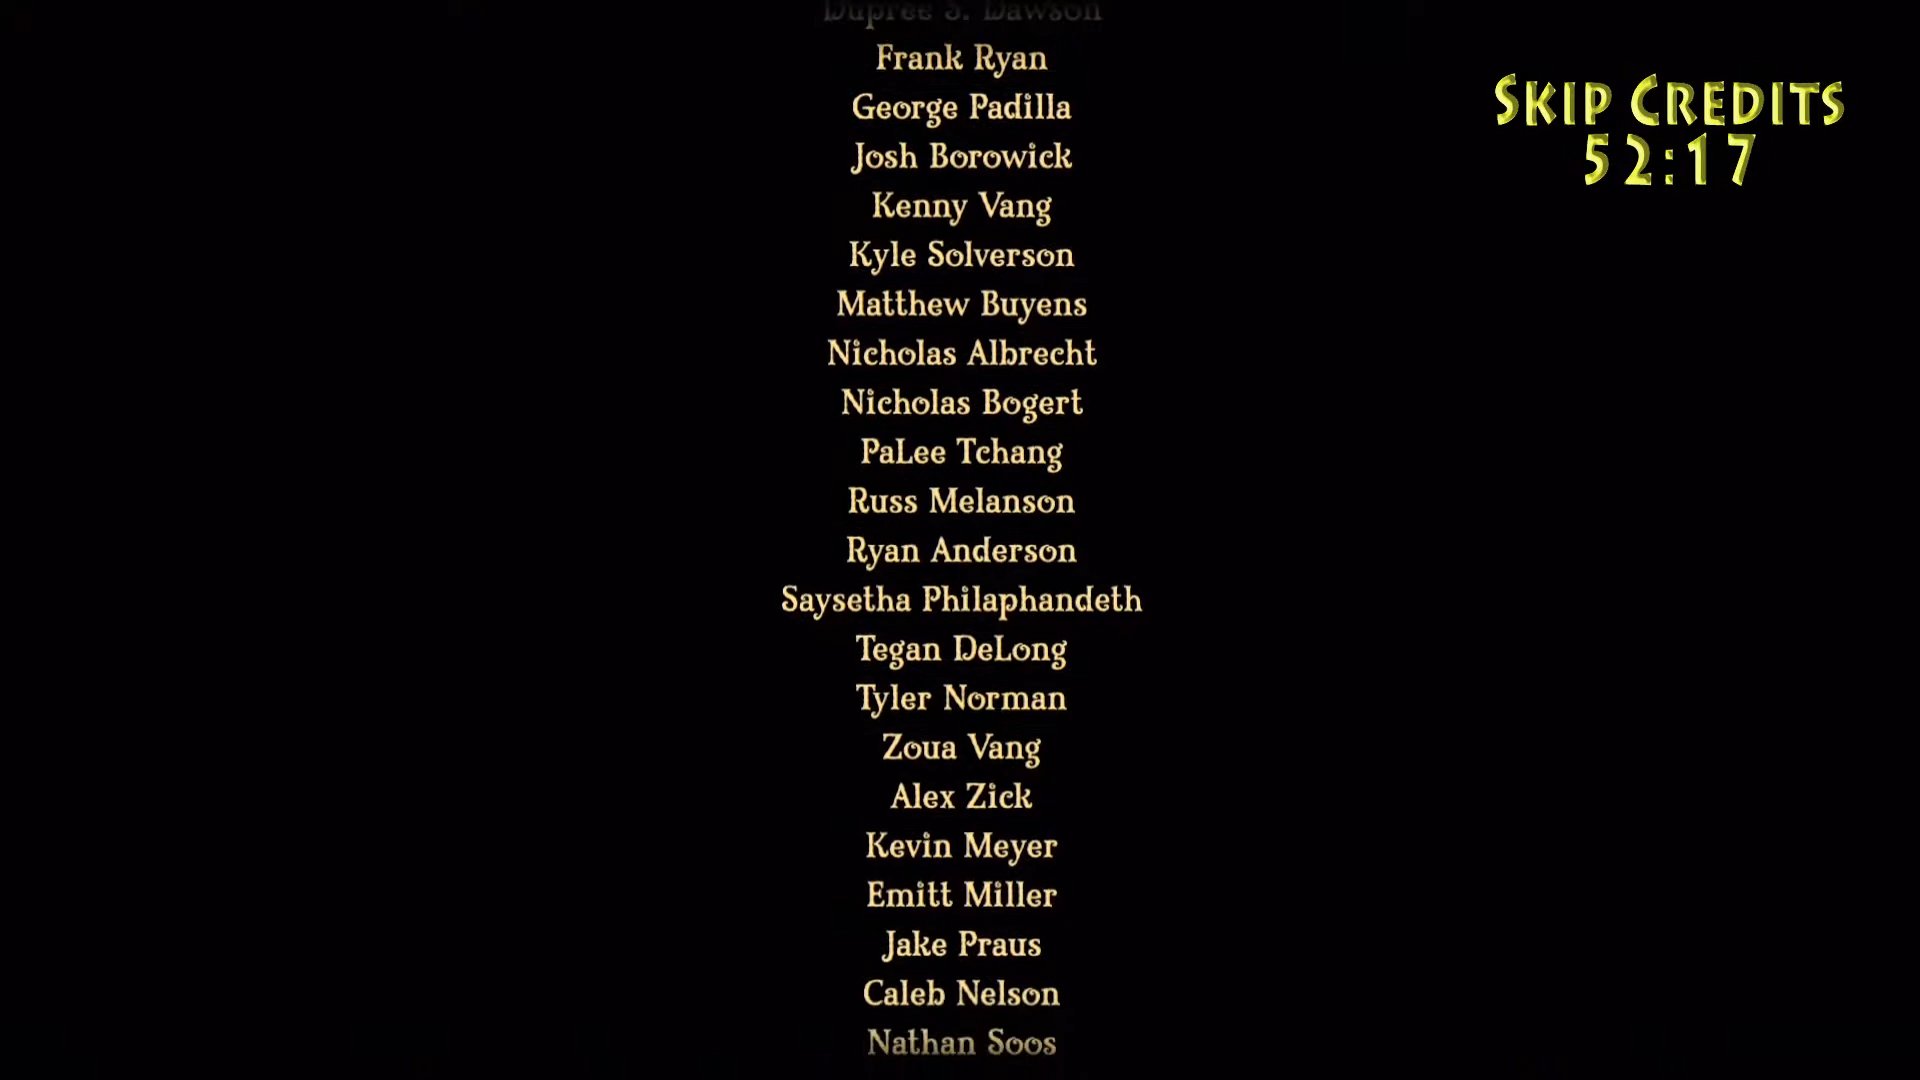 Dupree S. Dawson
Frank Ryan
George Padilla
Josh Borowick
Kenny Vang
Kyle Solverson
Matthew Buyens
Nicholas Albrecht
Nicholas Bogert
PaLee Tchang
Russ Melanson
Ryan Anderson
Saysetha Philaphandeth
Tegan DeLong
Tyler Norman
Zoua Vang
Alex Zick
Kevin Meyer
Emitt Miller
Jake Praus
Caleb Nelson
Nathan Soos
Skip Credits
52:17